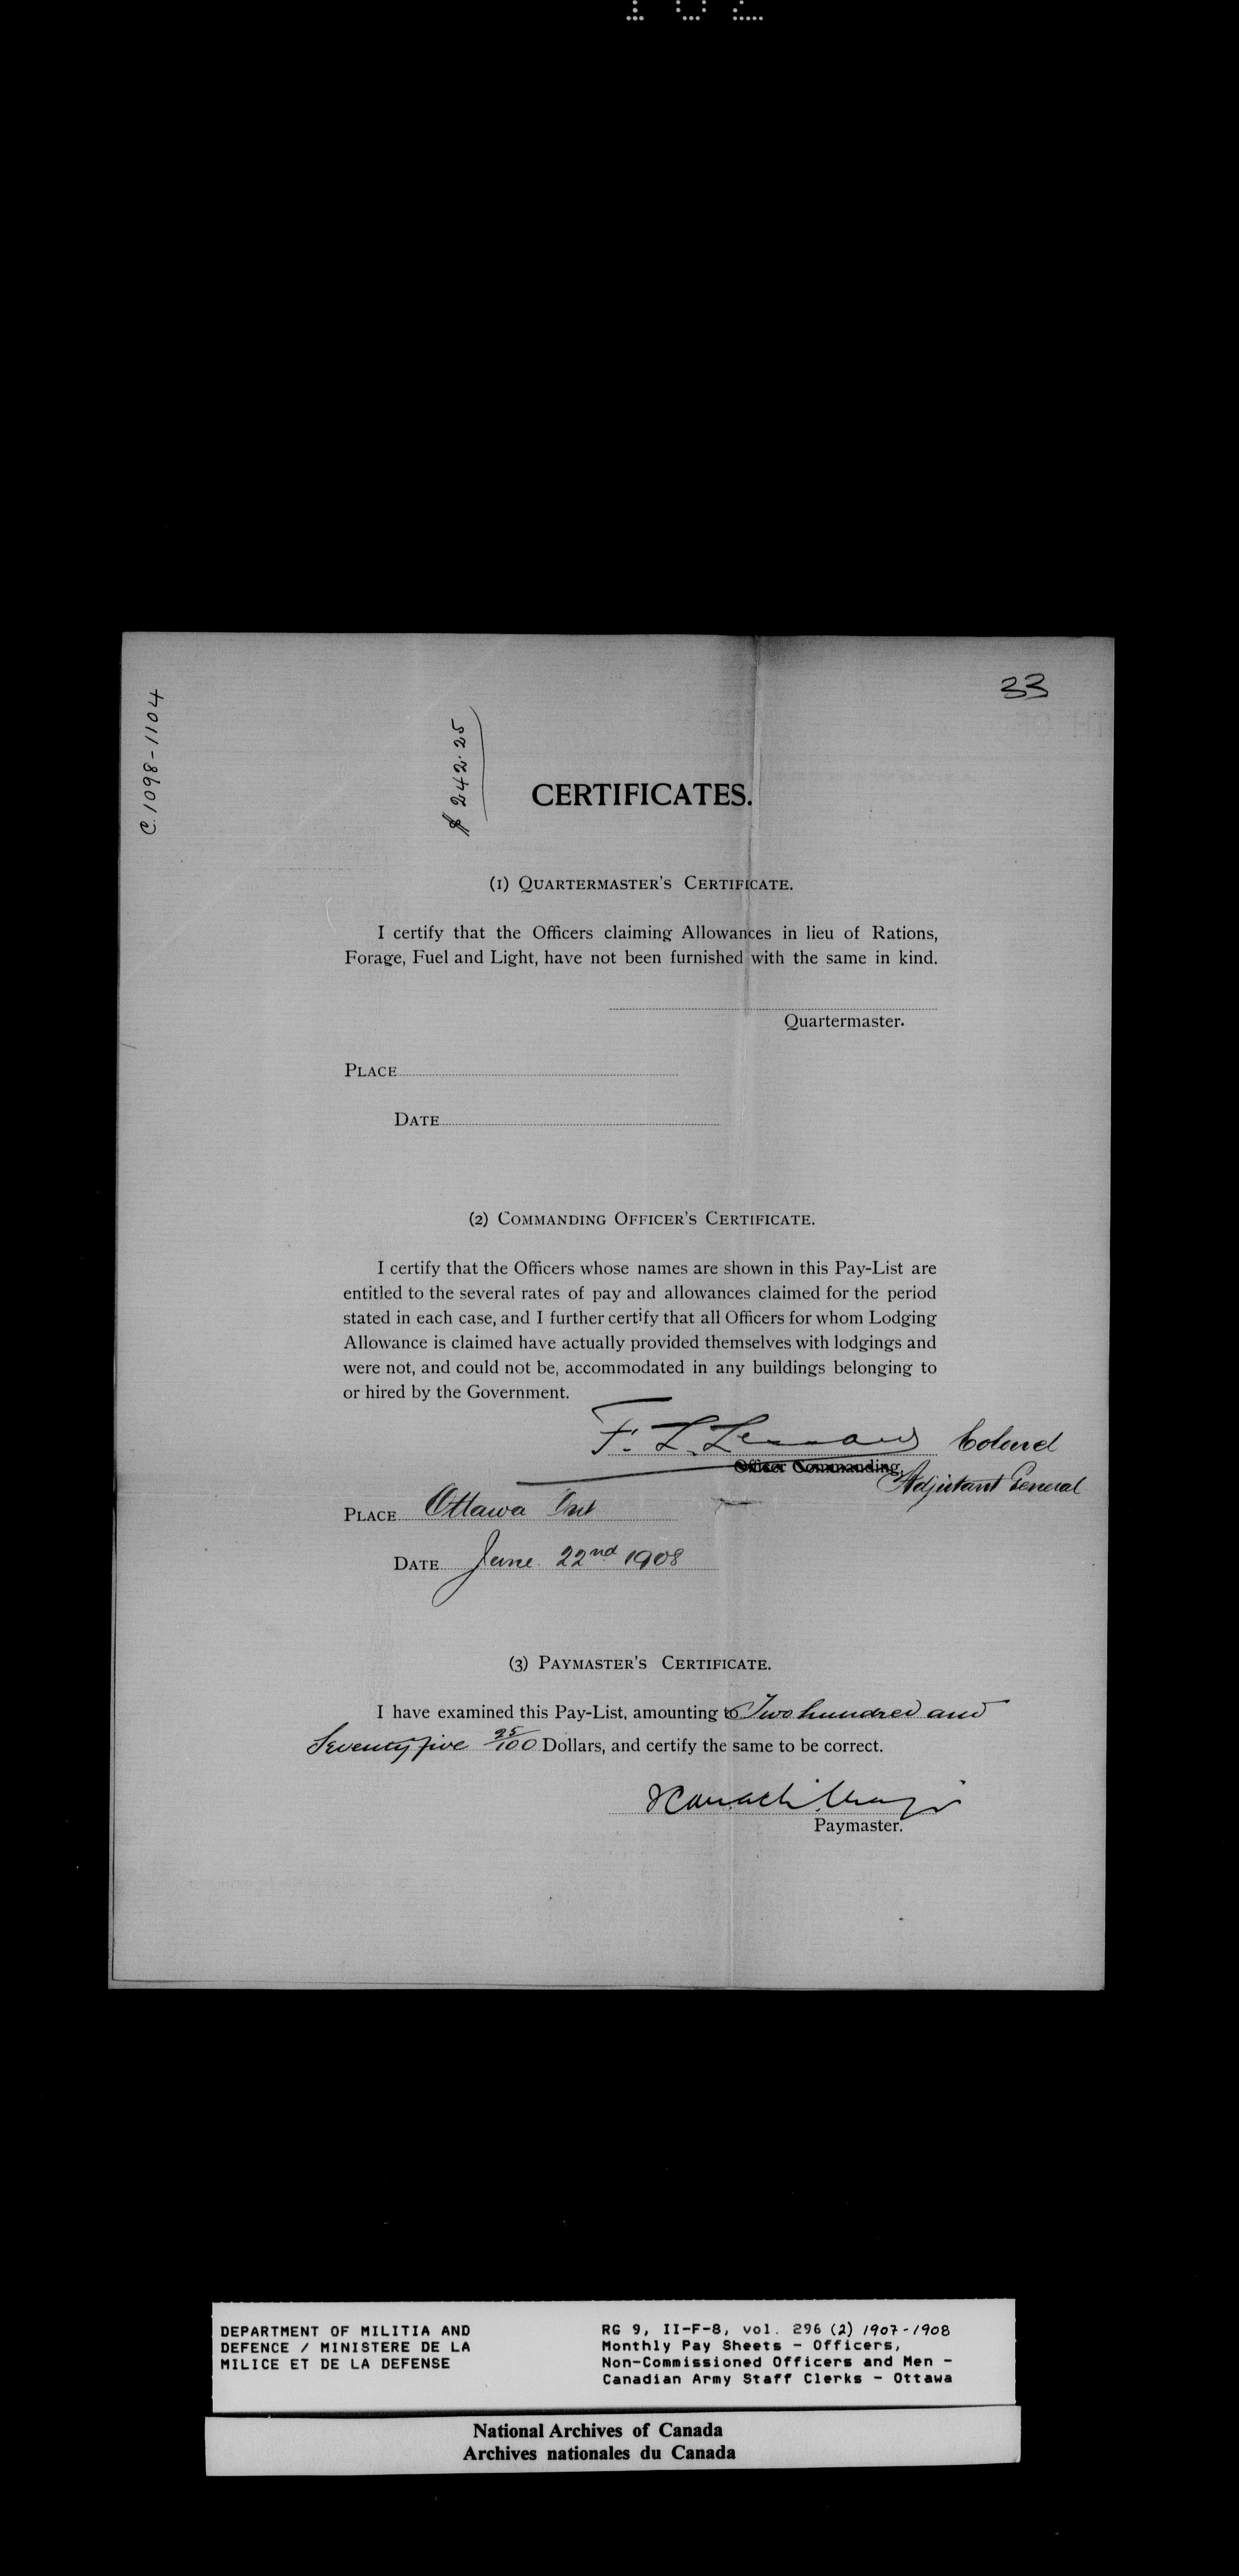 102
33
C.1098-1104
$ 242.25
CERTIFICATES.
(1) Quartermaster's Certificate.
I certify that the Officers claiming Allowances in lieu of Rations,
Forage, Fuel and Light, have not been furnished with the same in kind.
Quartermaster.
Place
Date
(2) Commanding Officer's Certificate.
I certify that the Officers whose names are shown in this Pay-List are
entitled to the several rates of pay and allowances claimed for the period
stated in each case, and I further certify that all Officers for whom Lodging
Allowance is claimed have actually provided themselves with lodgings and
were not, and could not be, accommodated in any buildings belonging to
or hired by the Government.
F. L. Lessard Colonel
Officer Commanding
Adjutant General
Place Ottawa Ont
Date June 22nd 1908
(3) Paymaster's Certificate.
I have examined this Pay-List, amounting to Two hundred and
Seventy five 25/100 Dollars, and certify the same to be correct.
Paymaster.
DEPARTMENT OF MILITIA AND
DEFENCE / MINISTERE DE LA
MILICE ET DE LA DEFENSE
RG 9, II-F-8, vol. 296 (2) 1907-1908
Monthly Pay Sheets - Officers,
Non-Commissioned Officers and Men -
Canadian Army Staff Clerks - Ottawa
National Archives of Canada
Archives nationales du Canada